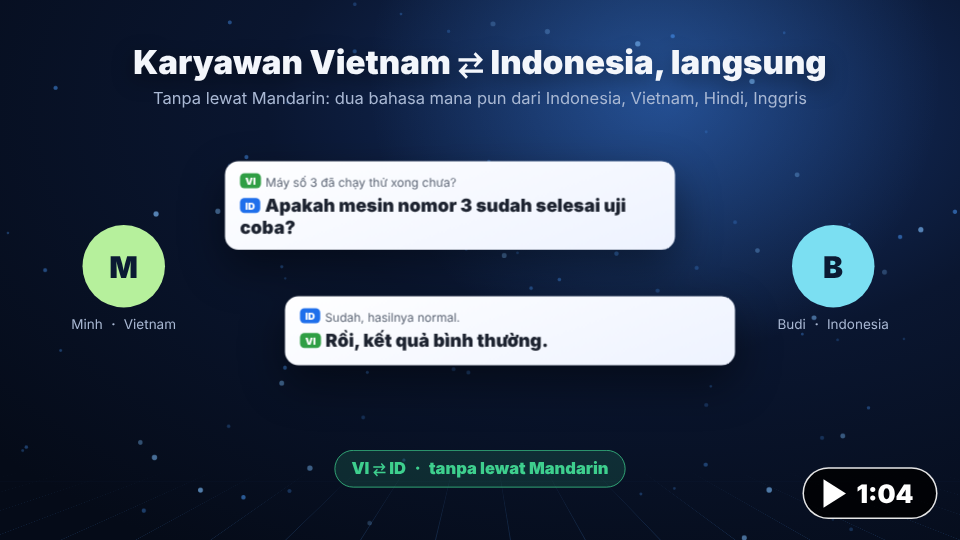 Karyawan Vietnam ⇄ Indonesia, langsung
Tanpa lewat Mandarin: dua bahasa mana pun dari Indonesia, Vietnam, Hindi, Inggris
VI Máy số 3 đã chạy thử xong chưa?
ID Apakah mesin nomor 3 sudah selesai uji
coba?
M
Minh · Vietnam
B
Budi · Indonesia
ID Sudah, hasilnya normal.
VI Rồi, kết quả bình thường.
VI ⇄ ID · tanpa lewat Mandarin
1:04